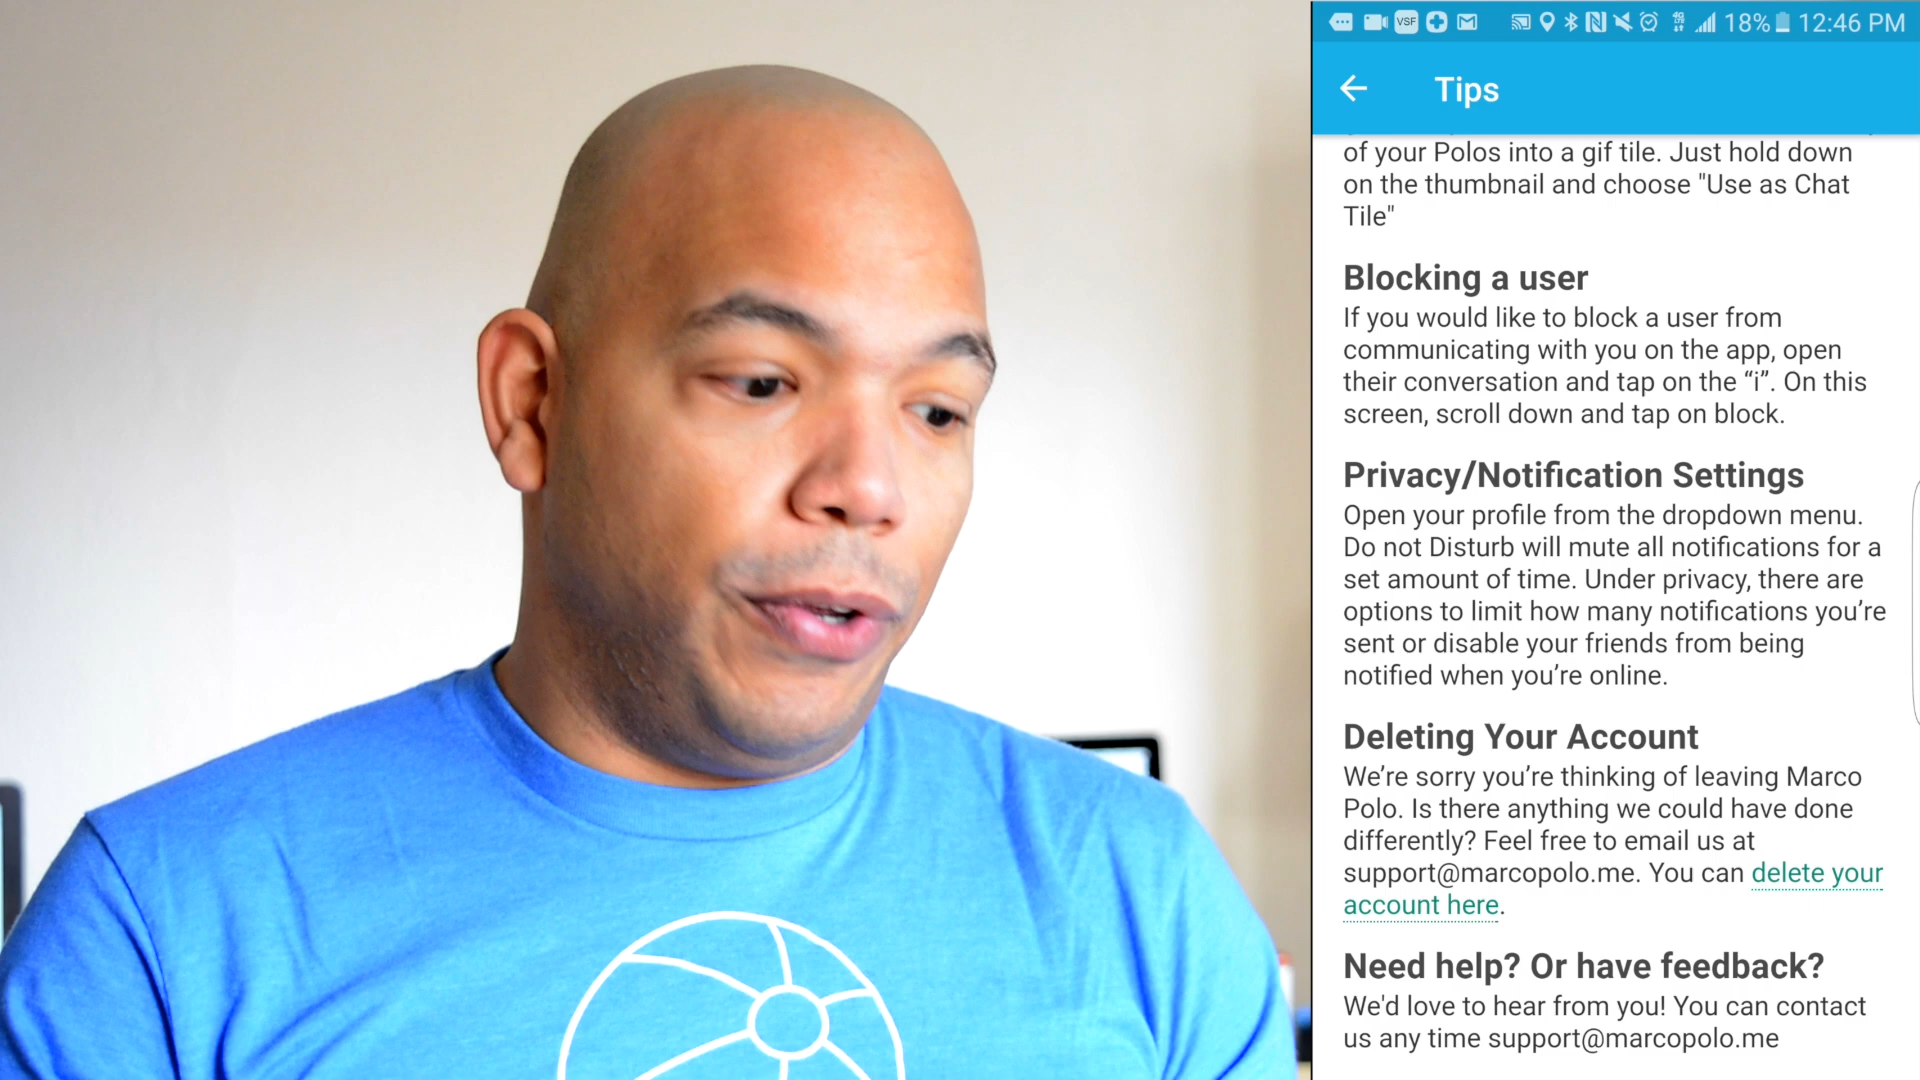 VSF 4G LTE 18% 12:46 PM
Tips
of your Polos into a gif tile. Just hold down
on the thumbnail and choose "Use as Chat
Tile"
Blocking a user
If you would like to block a user from
communicating with you on the app, open
their conversation and tap on the “i”. On this
screen, scroll down and tap on block.
Privacy/Notification Settings
Open your profile from the dropdown menu.
Do not Disturb will mute all notifications for a
set amount of time. Under privacy, there are
options to limit how many notifications you’re
sent or disable your friends from being
notified when you’re online.
Deleting Your Account
We’re sorry you’re thinking of leaving Marco
Polo. Is there anything we could have done
differently? Feel free to email us at
support@marcopolo.me. You can delete your
account here.
Need help? Or have feedback?
We'd love to hear from you! You can contact
us any time support@marcopolo.me